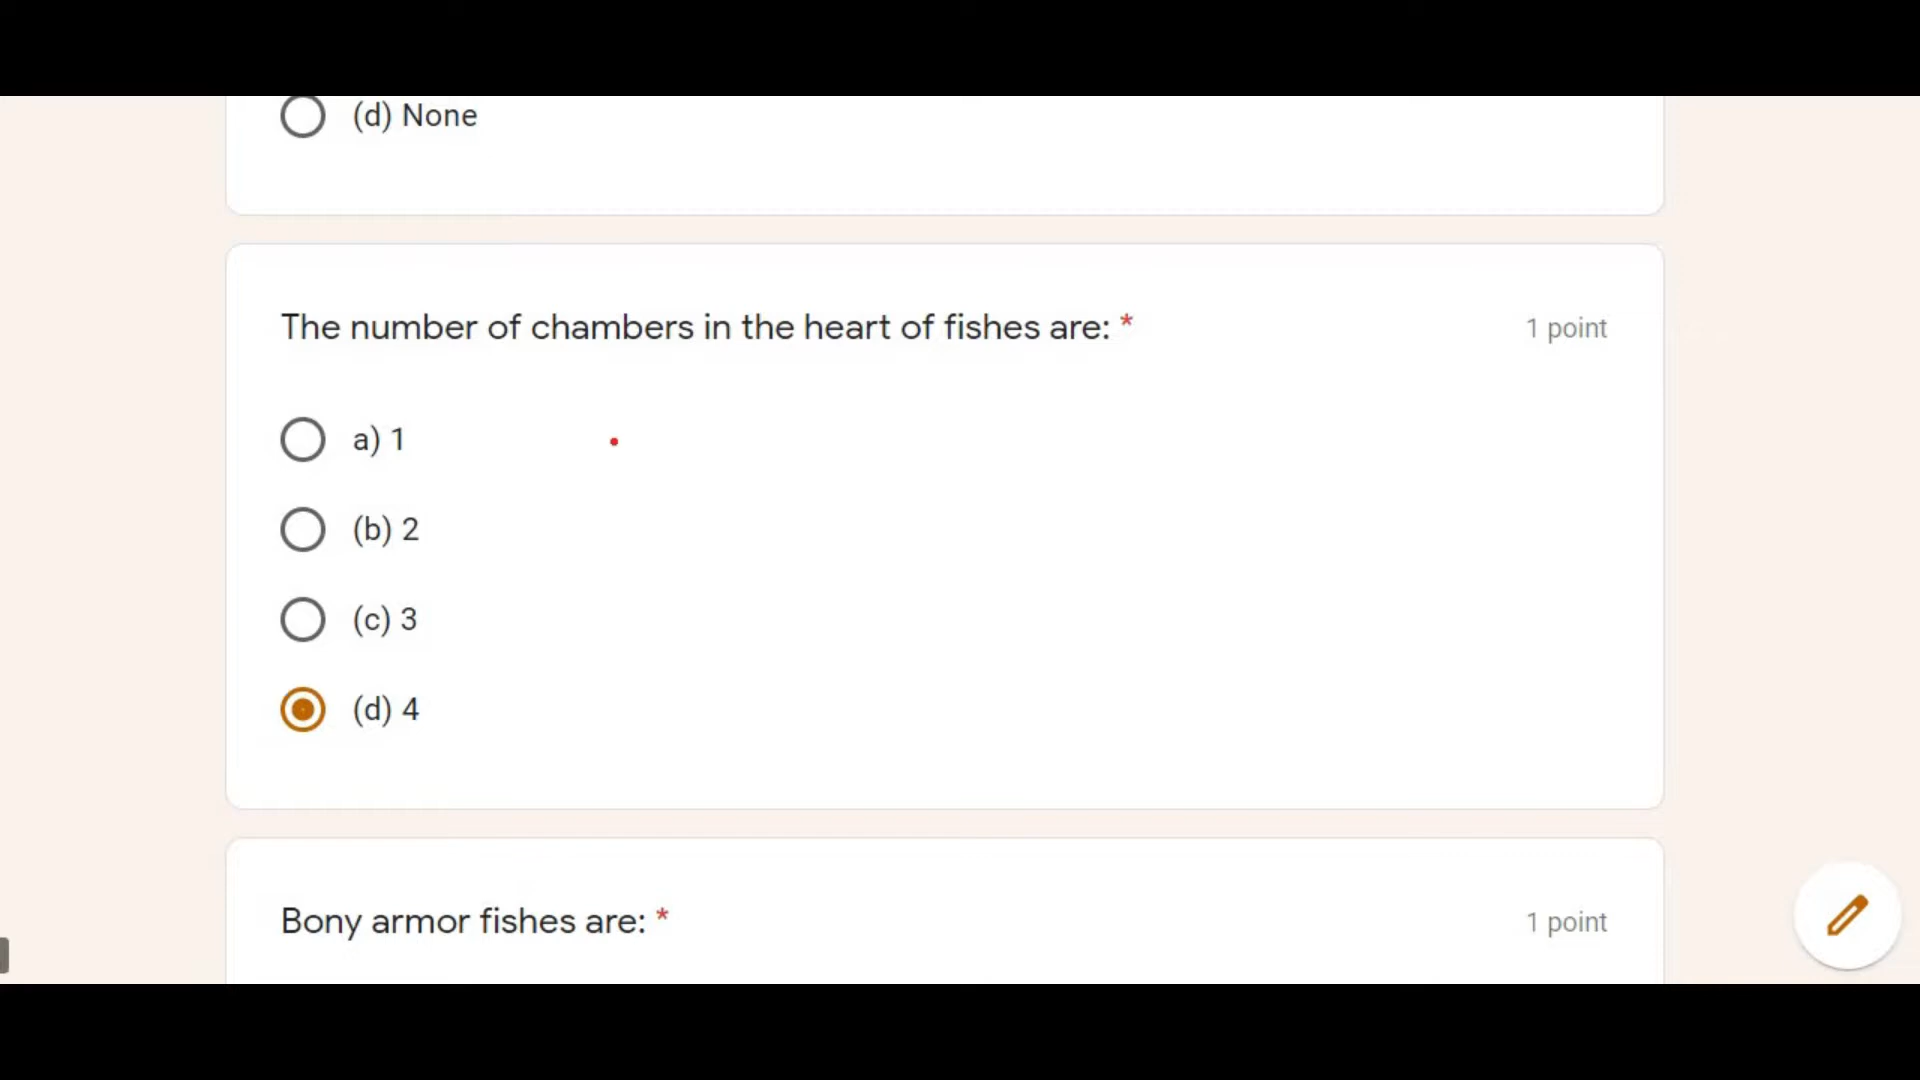 (d) None
The number of chambers in the heart of fishes are: *
1 point
a) 1
(b) 2
(c) 3
(d) 4
Bony armor fishes are: *
1 point